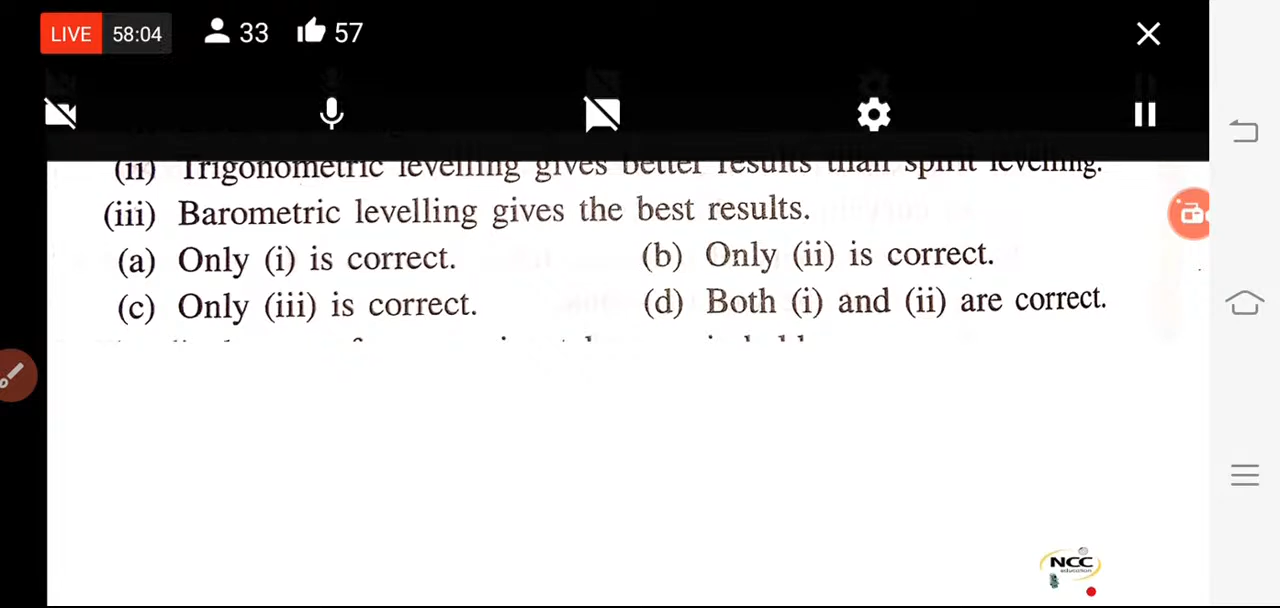 LIVE 58:04 33 57
(ii) Trigonometric levelling gives better results than spirit levelling.
(iii) Barometric levelling gives the best results.
(a) Only (i) is correct. (b) Only (ii) is correct.
(c) Only (iii) is correct. (d) Both (i) and (ii) are correct.
NCC
education